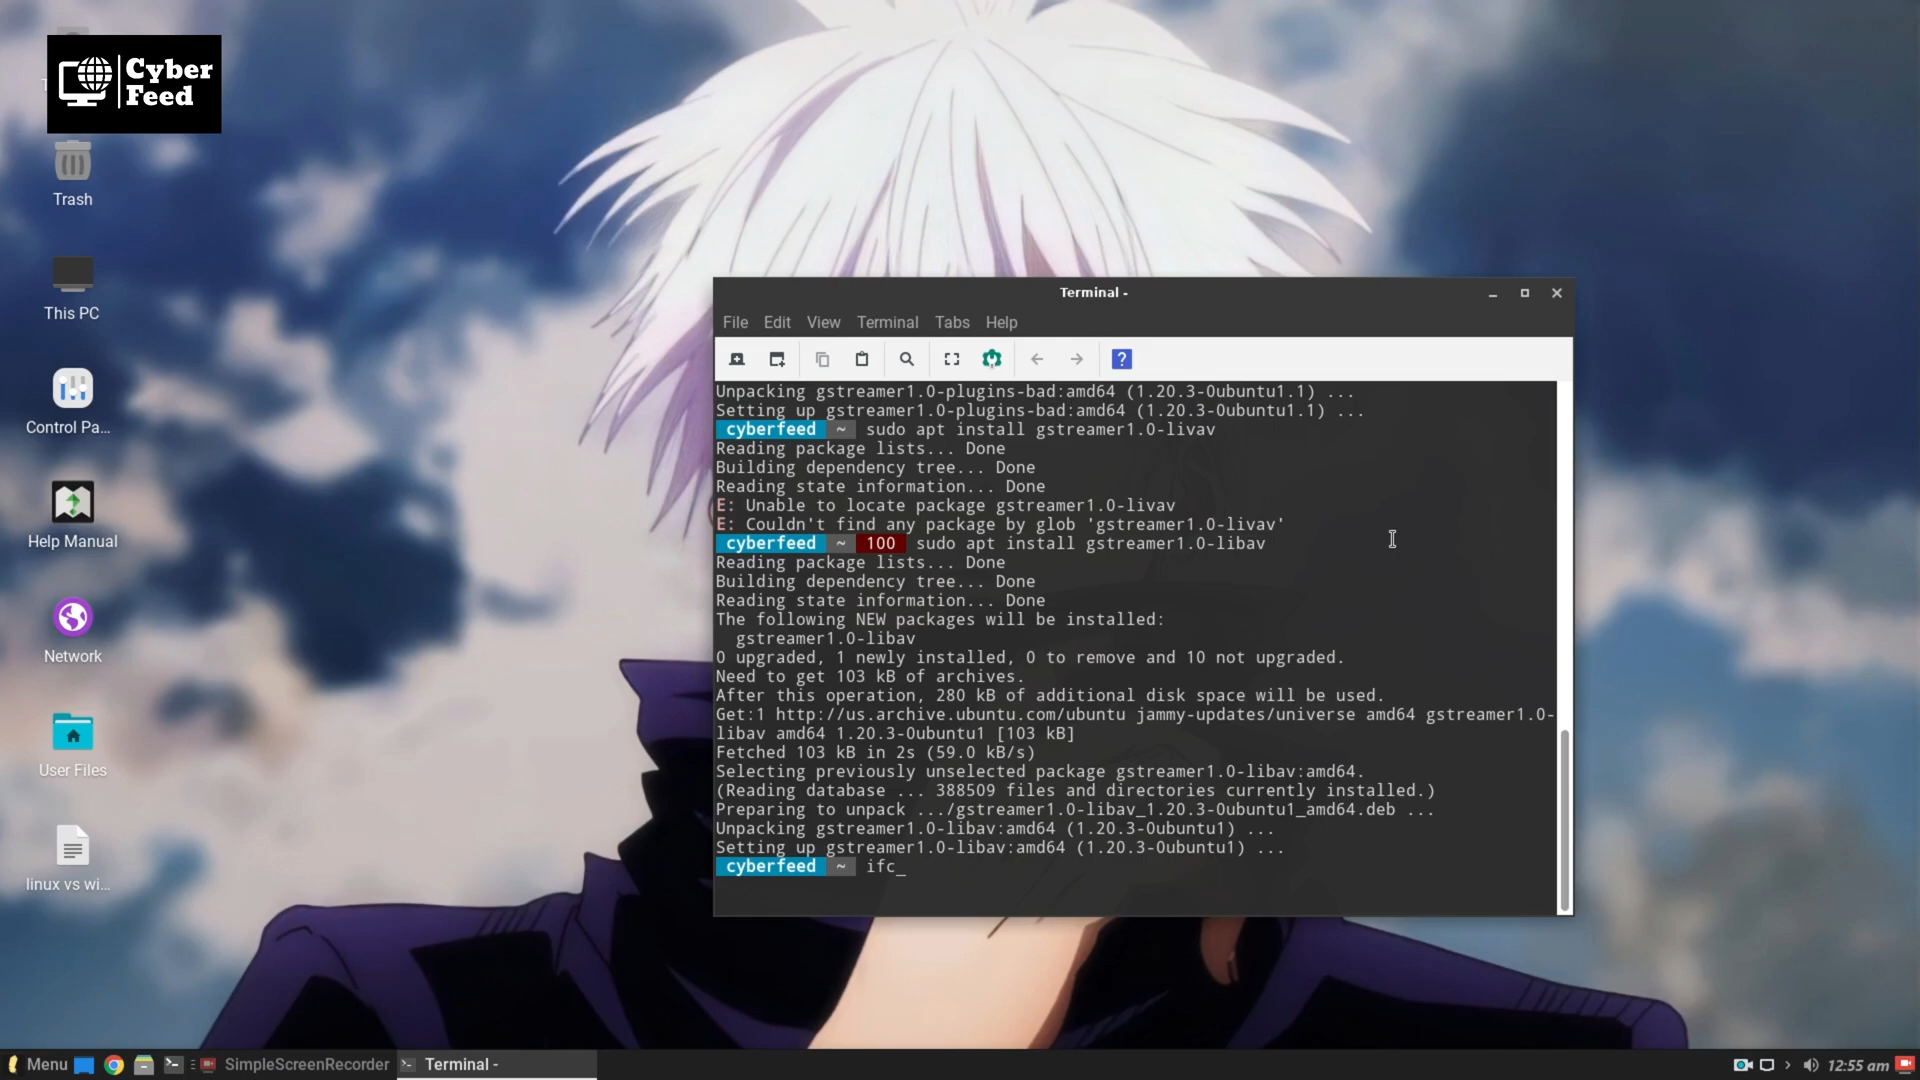 Cyber
Feed
Trash
This PC
Control Pa...
Help Manual
Network
User Files
linux vs wi...
Terminal -
File Edit View Terminal Tabs Help
?
Unpacking gstreamer1.0-plugins-bad:amd64 (1.20.3-0ubuntu1.1) ...
Setting up gstreamer1.0-plugins-bad:amd64 (1.20.3-0ubuntu1.1) ...
cyberfeed ~ sudo apt install gstreamer1.0-livav
Reading package lists... Done
Building dependency tree... Done
Reading state information... Done
E: Unable to locate package gstreamer1.0-livav
E: Couldn't find any package by glob 'gstreamer1.0-livav'
cyberfeed ~ 100 sudo apt install gstreamer1.0-libav
Reading package lists... Done
Building dependency tree... Done
Reading state information... Done
The following NEW packages will be installed:
gstreamer1.0-libav
0 upgraded, 1 newly installed, 0 to remove and 10 not upgraded.
Need to get 103 kB of archives.
After this operation, 280 kB of additional disk space will be used.
Get:1 http://us.archive.ubuntu.com/ubuntu jammy-updates/universe amd64 gstreamer1.0-
libav amd64 1.20.3-0ubuntu1 [103 kB]
Fetched 103 kB in 2s (59.0 kB/s)
Selecting previously unselected package gstreamer1.0-libav:amd64.
(Reading database ... 388509 files and directories currently installed.)
Preparing to unpack .../gstreamer1.0-libav_1.20.3-0ubuntu1_amd64.deb ...
Unpacking gstreamer1.0-libav:amd64 (1.20.3-0ubuntu1) ...
Setting up gstreamer1.0-libav:amd64 (1.20.3-0ubuntu1) ...
cyberfeed ~ ifc_
Menu SimpleScreenRecorder Terminal - 12:55 am